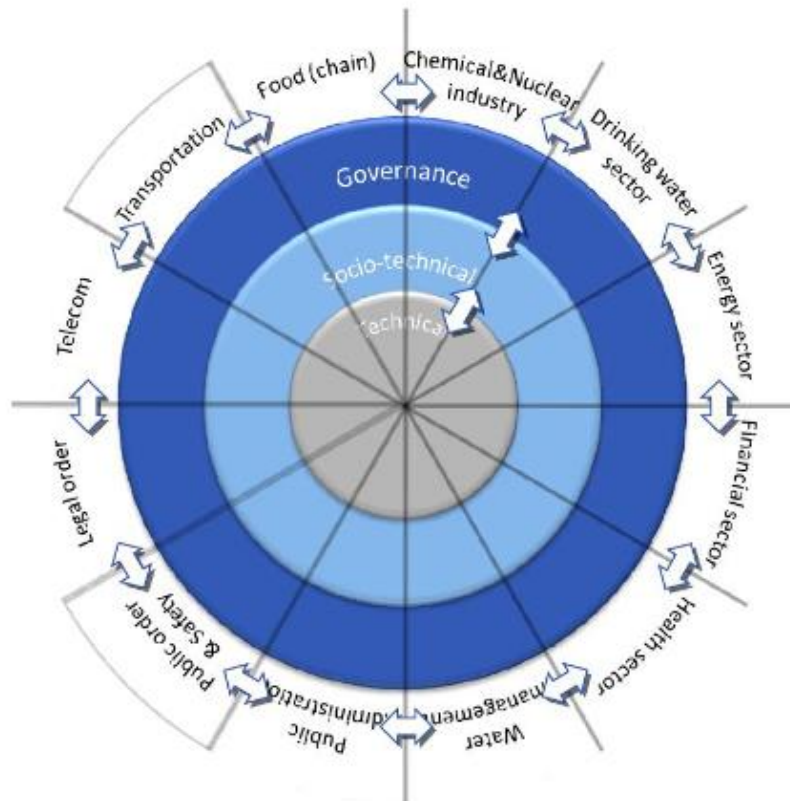 Food (chain)
Chemical&Nuclear
industry
Drinking water
sector
Energy sector
Financial sector
Health sector
Water
management
Public
administration
Public order
& Safety
Legal order
Telecom
Transportation
Governance
Socio-technical
Technical